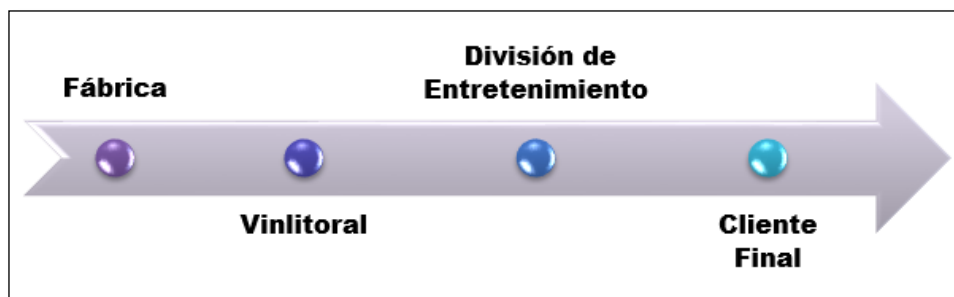 Fábrica
Vinlitoral
División de
Entretenimiento
Cliente
Final